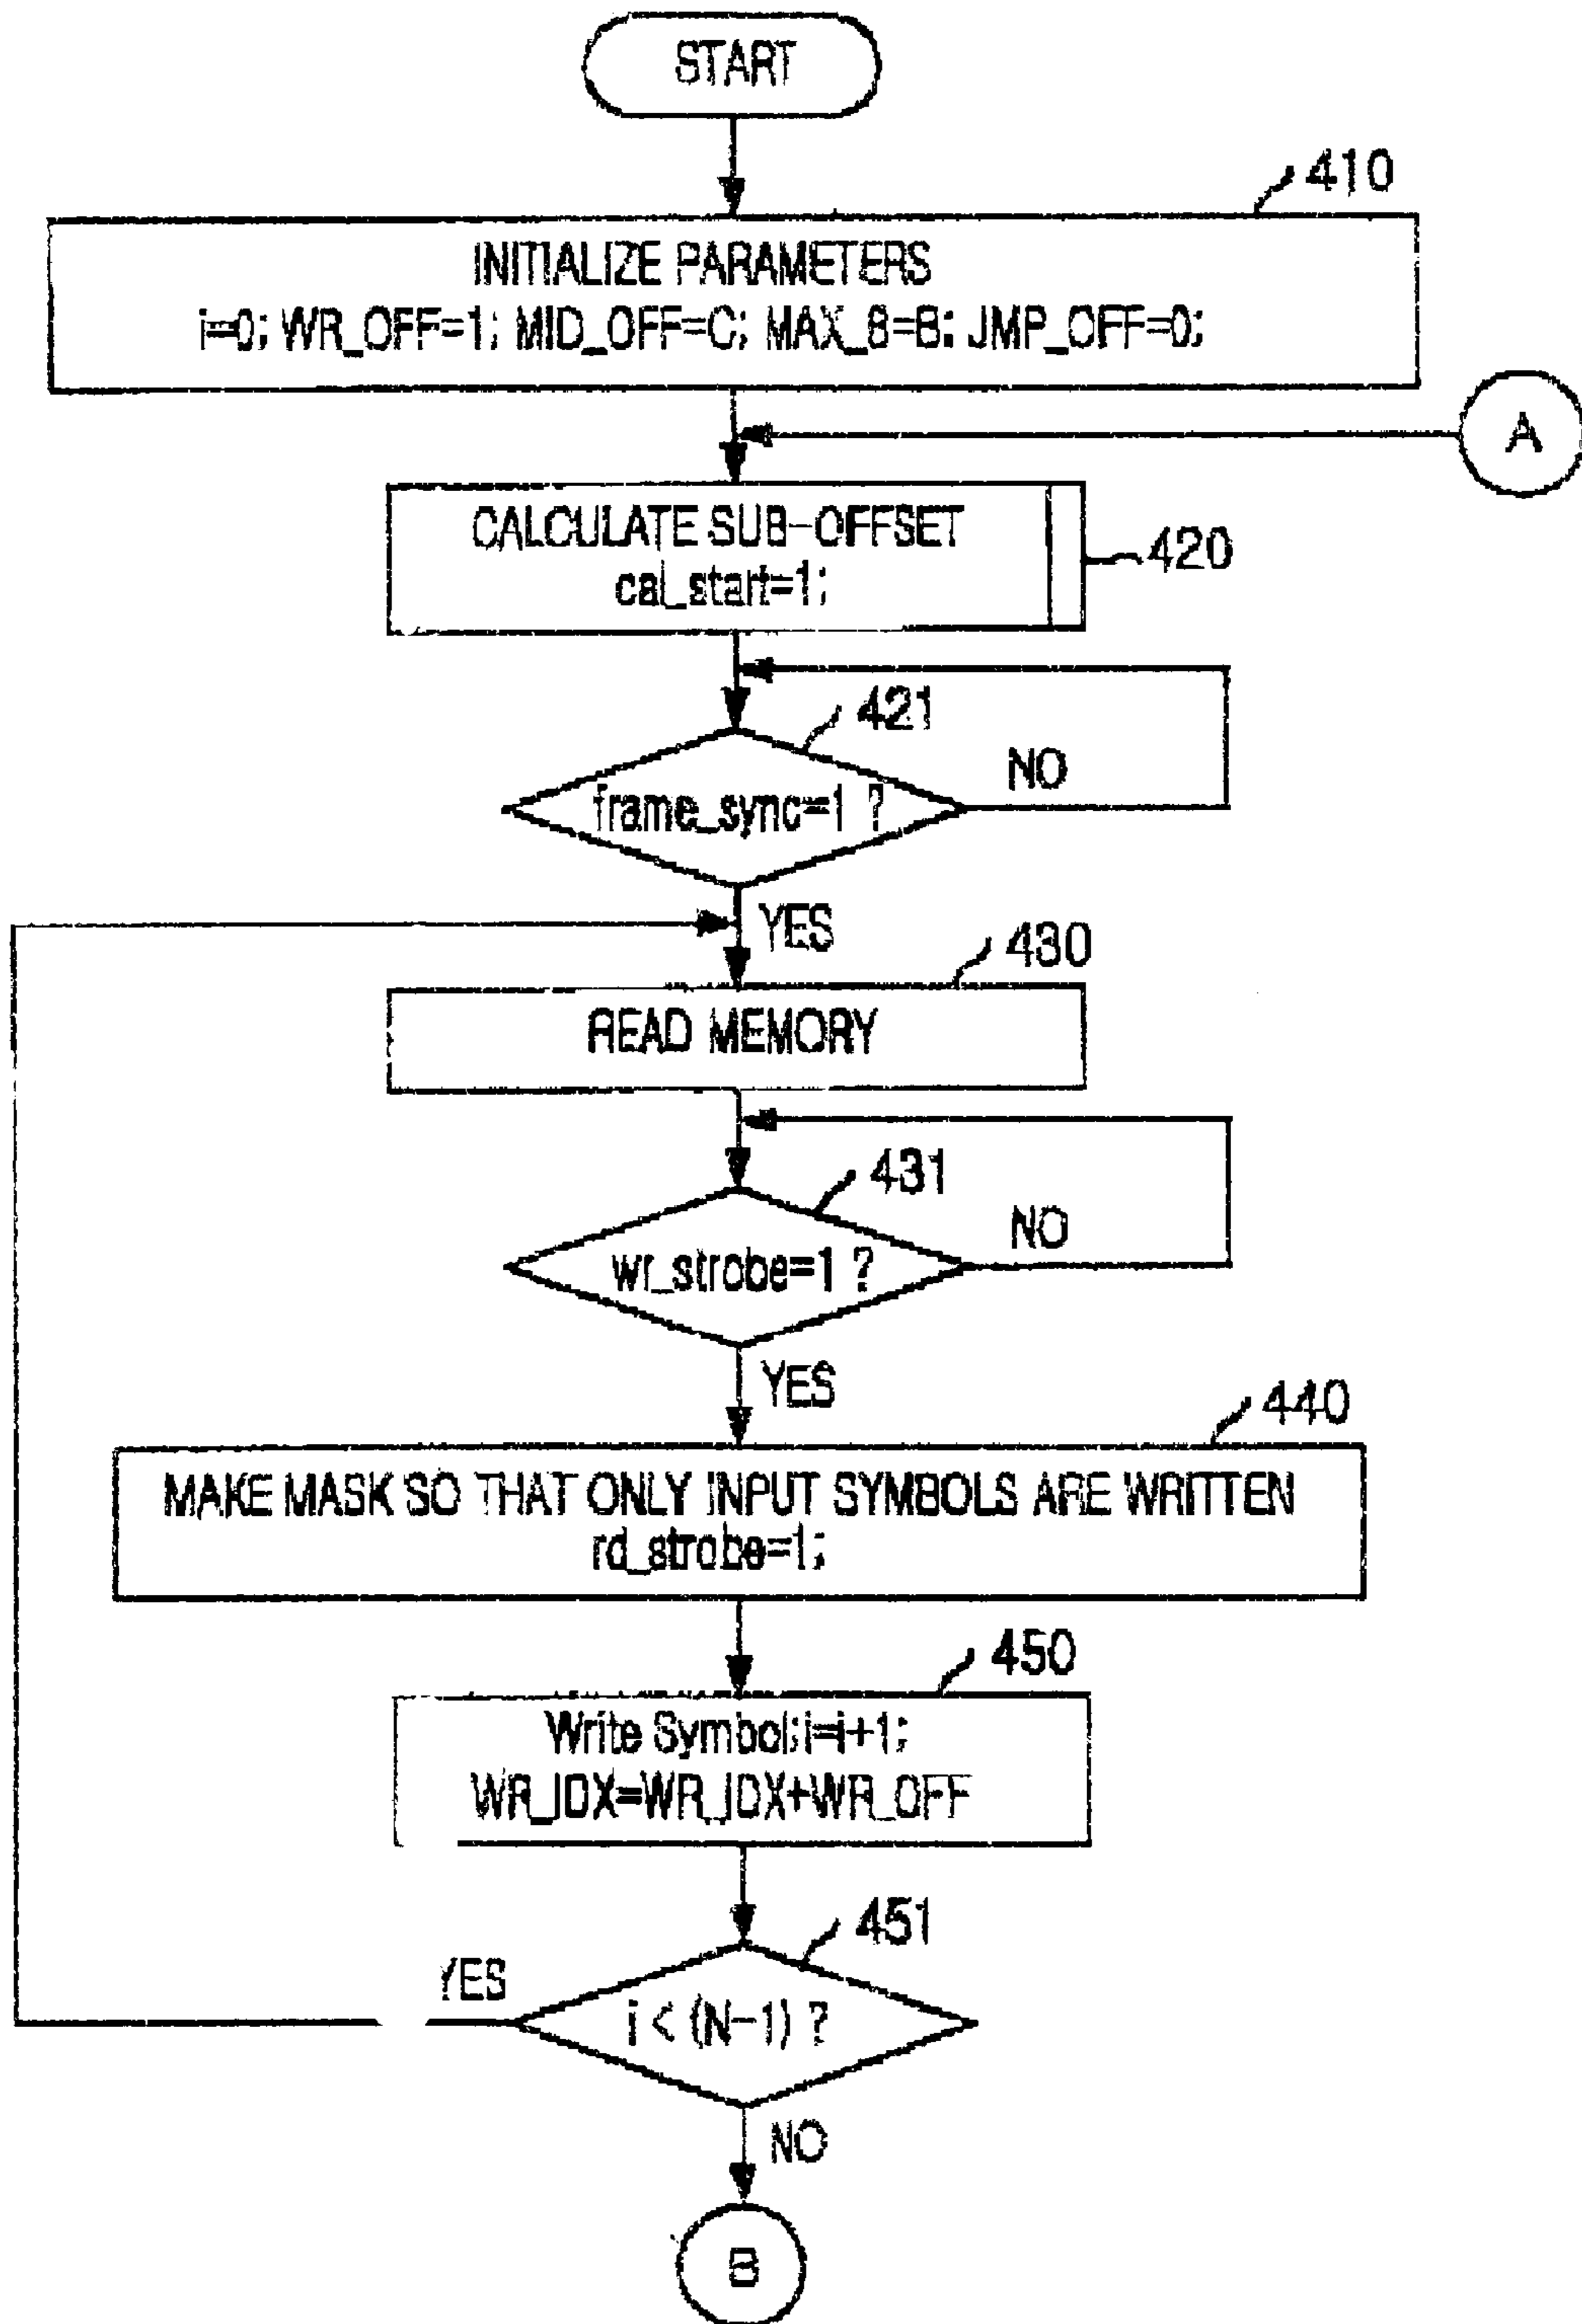 START
410
INITIALIZE PARAMETERS
i=0; WR_OFF=1; MID_OFF=C; MAX_B=B: JMP_OFF=0;
A
CALCULATE SUB-OFFSET
cal_start=1;
420
421
frame_sync=1 ?
NO
YES
430
READ MEMORY
431
wr_strobe=1 ?
NO
YES
440
MAKE MASK SO THAT ONLY INPUT SYMBOLS ARE WRITTEN
rd_strobe=1;
450
Write Symbol;i=i+1;
WR_IDX=WR_IDX+WR_OFF
451
YES
i < (N-1) ?
NO
B